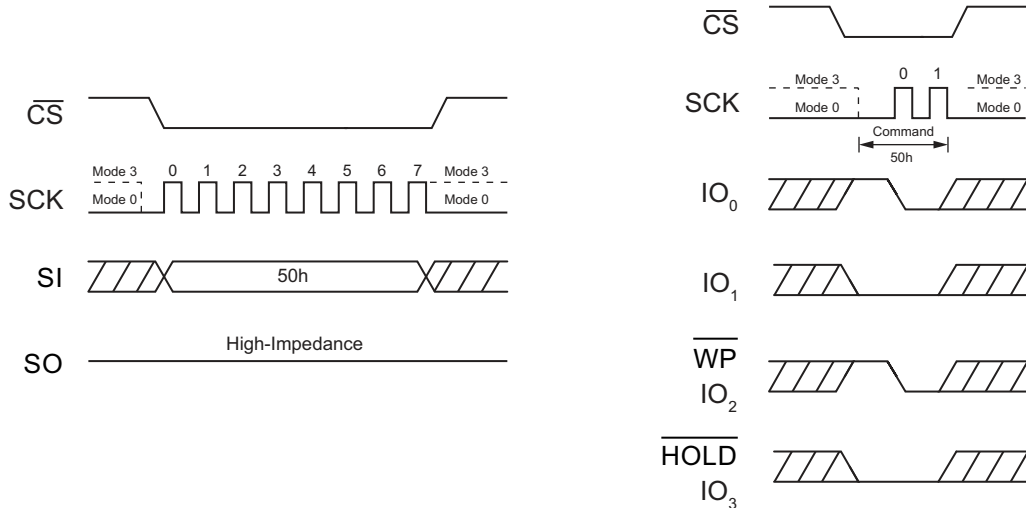 CS
SCK
Mode 3
Mode 0
0 1 2 3 4 5 6 7
Mode 3
Mode 0
SI
50h
SO
High-Impedance
CS
SCK
Mode 3
Mode 0
0 1
Mode 3
Mode 0
Command
50h
IO0
IO1
WP
IO2
HOLD
IO3